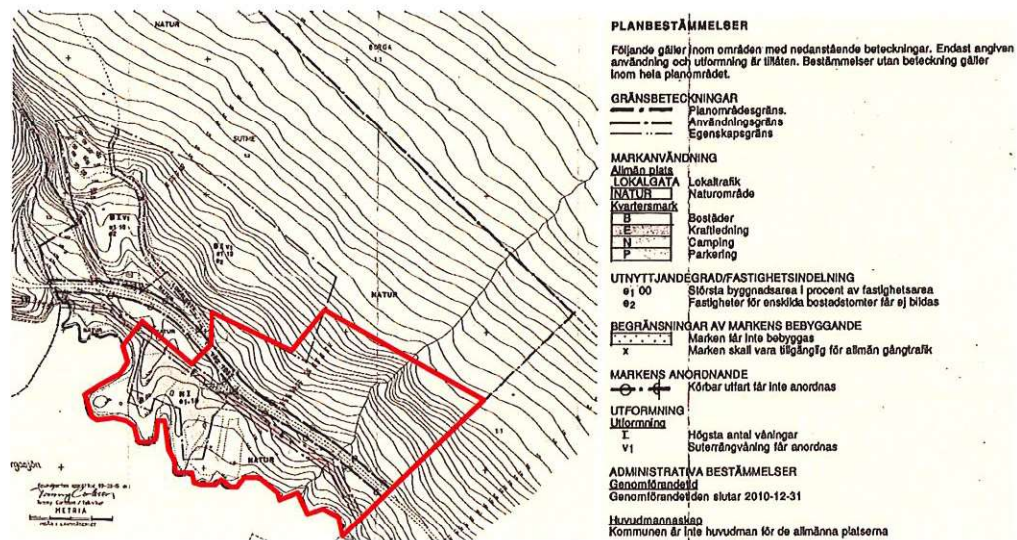 NATUR
BORGA
1:1
SUTME
NATUR
NATUR
NATUR
METRIA
PLANBESTÄMMELSER
Följande gäller inom områden med nedanstående beteckningar. Endast angiven
användning och utformning är tillåten. Bestämmelser utan beteckning gäller
inom hela planområdet.
GRÄNSBETECKNINGAR
Planområdesgräns.
Användningsgräns
Egenskapsgräns
MARKANVÄNDNING
Allmän plats
LOKALGATA Lokaltrafik
NATUR Naturområde
Kvartersmark
B Bostäder
E Kraftledning
N Camping
P Parkering
UTNYTTJANDEGRAD/FASTIGHETSINDELNING
e1 00 Största byggnadsarea i procent av fastighetsarea
e2 Fastigheter för enskilda bostadstomter får ej bildas
BEGRÄNSNINGAR AV MARKENS BEBYGGANDE
Marken får inte bebyggas
x Marken skall vara tillgänglig för allmän gångtrafik
MARKENS ANORDNANDE
Körbar utfart får inte anordnas
UTFORMNING
Utformning
I Högsta antal våningar
v1 Suterrängvåning får anordnas
ADMINISTRATIVA BESTÄMMELSER
Genomförandetid
Genomförandetiden slutar 2010-12-31
Huvudmannaskap
Kommunen är inte huvudman för de allmänna platserna